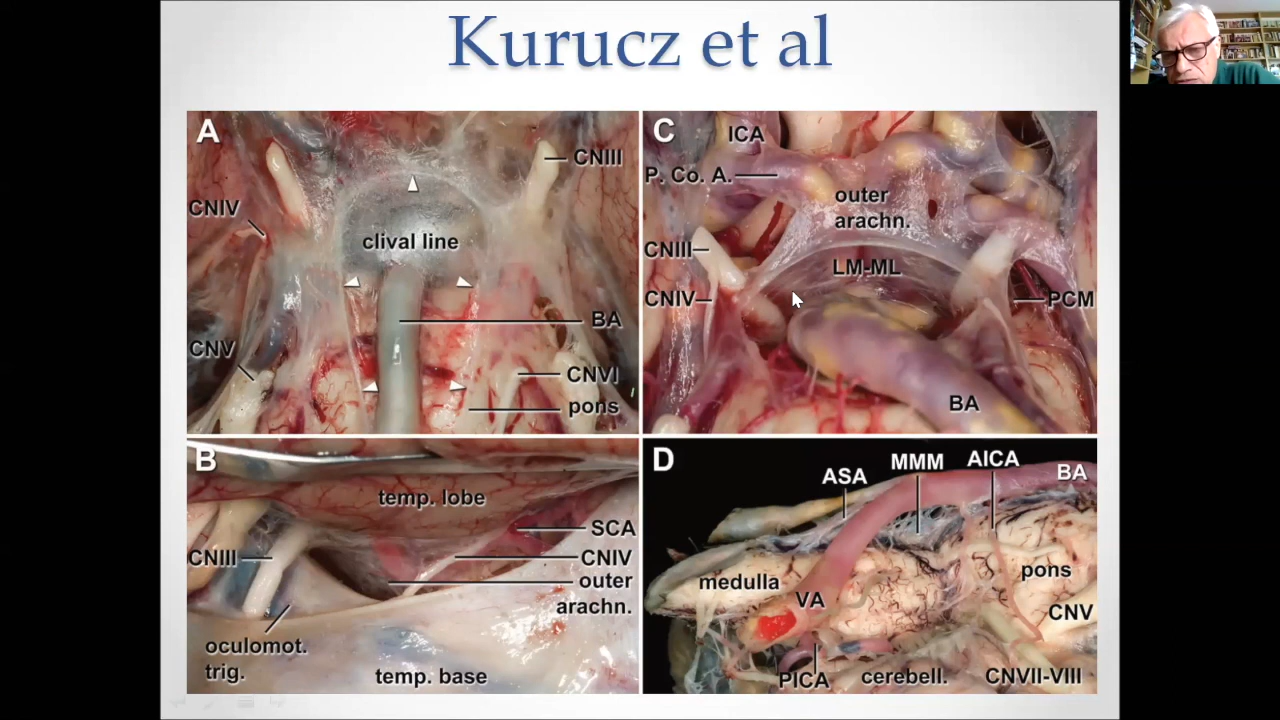 Kurucz et al
A
CNIII
CNIV
clival line
BA
CNV
CNVI
pons
C
ICA
P. Co. A.
outer
arachn.
CNIII
LM-ML
CNIV
PCM
BA
B
temp. lobe
SCA
CNIII
CNIV
outer
arachn.
oculomot.
trig.
temp. base
D
ASA
MMM
AICA
BA
medulla
pons
VA
CNV
PICA
cerebell.
CNVII-VIII